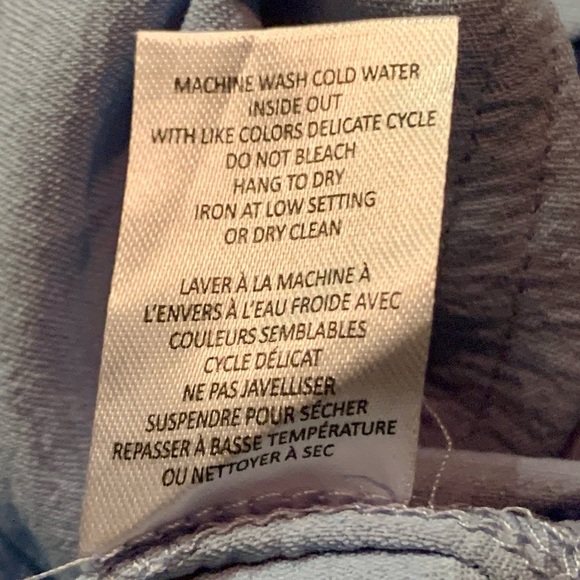 MACHINE WASH COLD WATER
INSIDE OUT
WITH LIKE COLORS DELICATE CYCLE
DO NOT BLEACH
HANG TO DRY
IRON AT LOW SETTING
OR DRY CLEAN
LAVER À LA MACHINE À
L'ENVERS À L'EAU FROIDE AVEC
COULEURS SEMBLABLES
CYCLE DÉLICAT
NE PAS JAVELLISER
SUSPENDRE POUR SÉCHER
REPASSER À BASSE TEMPÉRATURE
OU NETTOYER À SEC